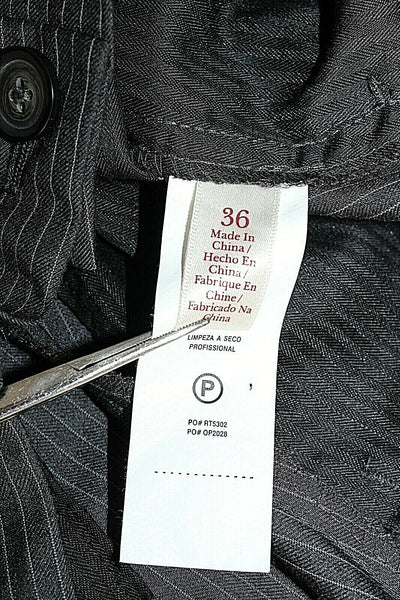 36
Made In
China /
Hecho En
China /
Fabrique En
Chine /
Fabricado Na
China
LIMPEZA A SECO
PROFISSIONAL
P
PO# RT5302
PO# OP2028